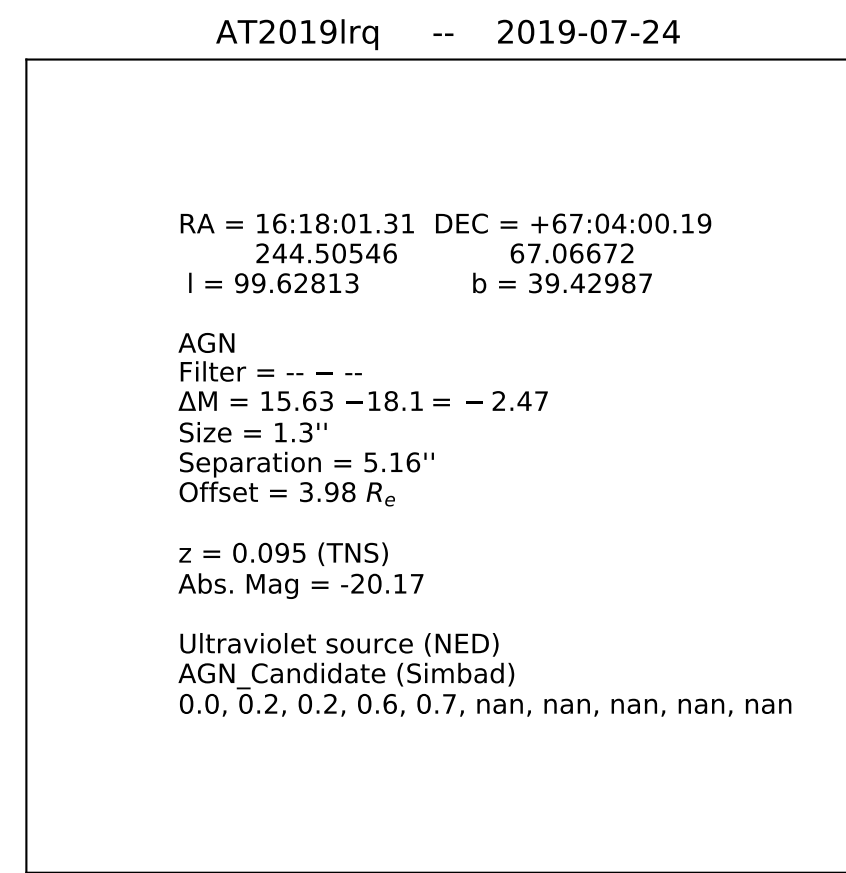 AT2019lrq -- 2019-07-24
RA = 16:18:01.31 DEC = +67:04:00.19
244.50546 67.06672
l = 99.62813 b = 39.42987
AGN
Filter = -- − --
ΔM = 15.63 −18.1 = − 2.47
Size = 1.3''
Separation = 5.16''
Offset = 3.98 Rₑ
z = 0.095 (TNS)
Abs. Mag = -20.17
Ultraviolet source (NED)
AGN_Candidate (Simbad)
0.0, 0.2, 0.2, 0.6, 0.7, nan, nan, nan, nan, nan